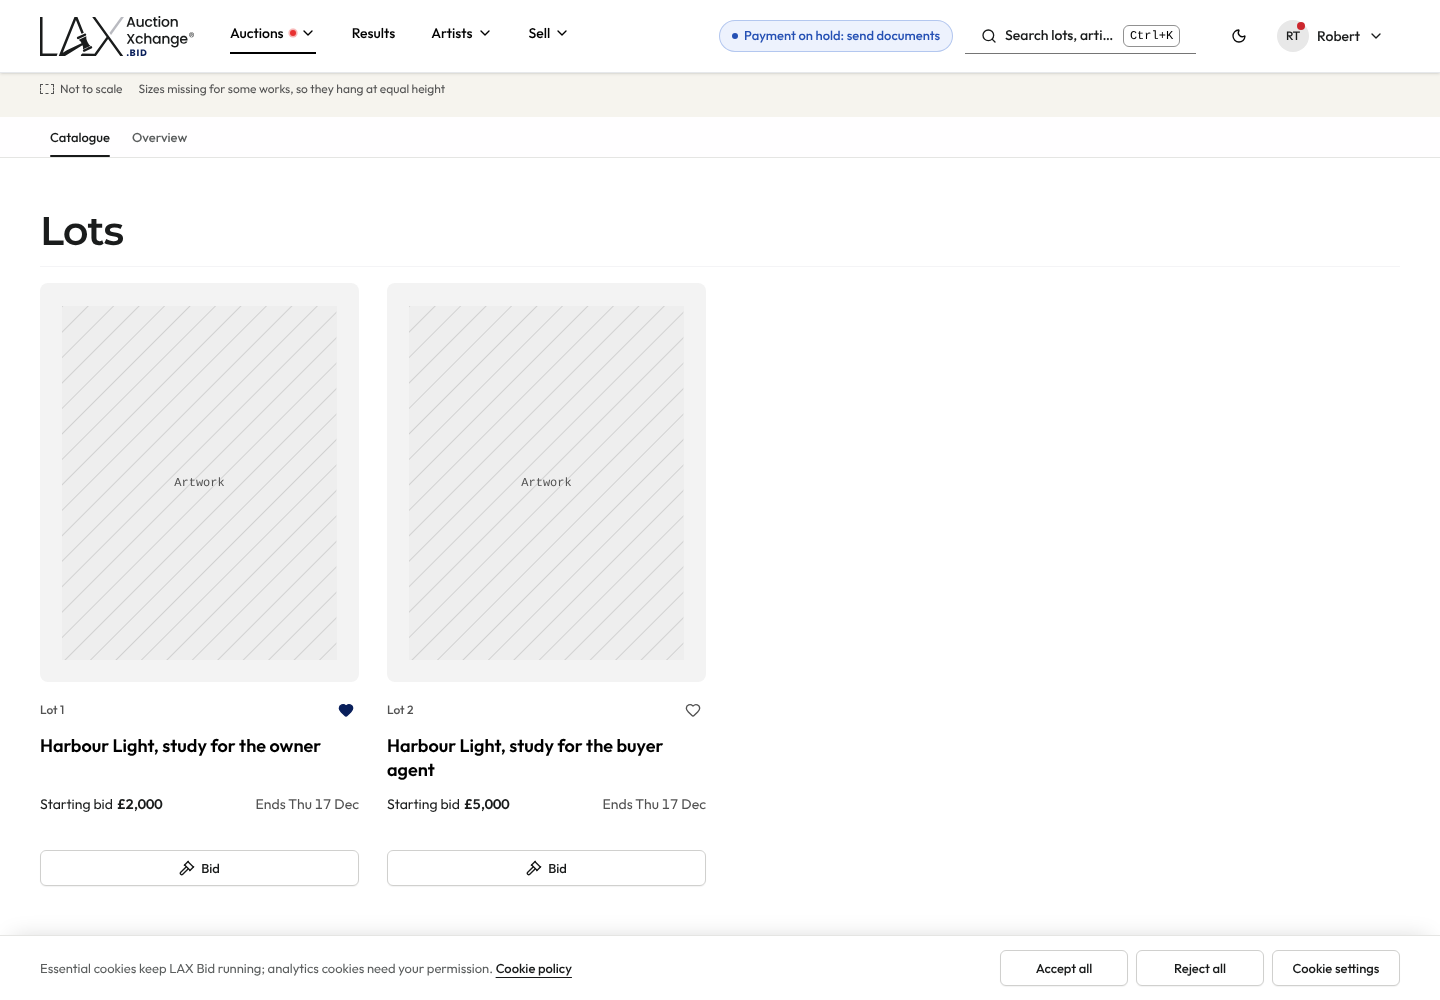 LAX Auction Xchange® .BID
Auctions
Results
Artists
Sell
Payment on hold: send documents
Search lots, arti... Ctrl+K
RT Robert
Not to scale Sizes missing for some works, so they hang at equal height
Catalogue Overview
Lots
Artwork
Artwork
Lot 1
Harbour Light, study for the owner
Starting bid £2,000 Ends Thu 17 Dec
Bid
Lot 2
Harbour Light, study for the buyer
agent
Starting bid £5,000 Ends Thu 17 Dec
Bid
Essential cookies keep LAX Bid running; analytics cookies need your permission. Cookie policy
Accept all
Reject all
Cookie settings